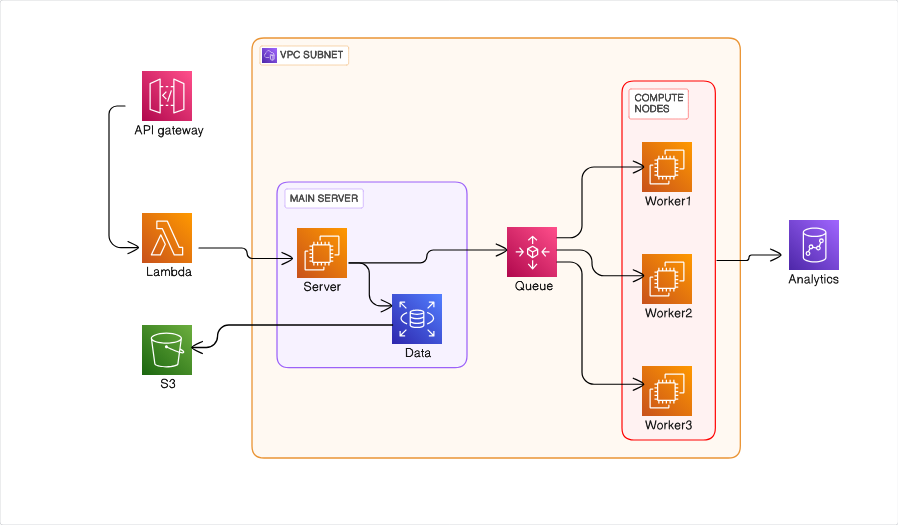 VPC SUBNET
API gateway
COMPUTE
NODES
Worker1
MAIN SERVER
Lambda
Server
Queue
Worker2
Analytics
Data
S3
Worker3